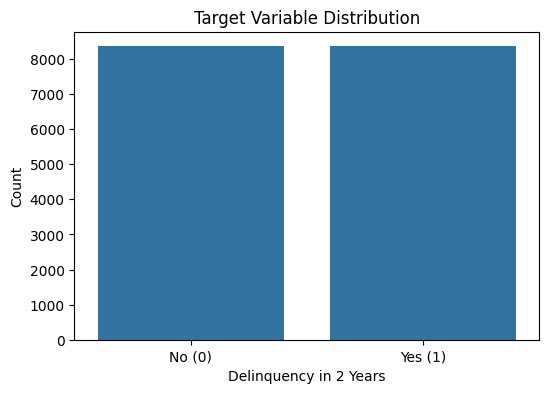 Target Variable Distribution
8000
7000
6000
5000
4000
3000
2000
1000
0
Count
No (0)
Yes (1)
Delinquency in 2 Years